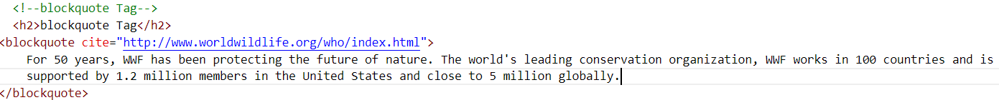 <!--blockquote Tag-->
<h2>blockquote Tag</h2>
<blockquote cite="http://www.worldwildlife.org/who/index.html">
For 50 years, WWF has been protecting the future of nature. The world's leading conservation organization, WWF works in 100 countries and is
supported by 1.2 million members in the United States and close to 5 million globally.
</blockquote>